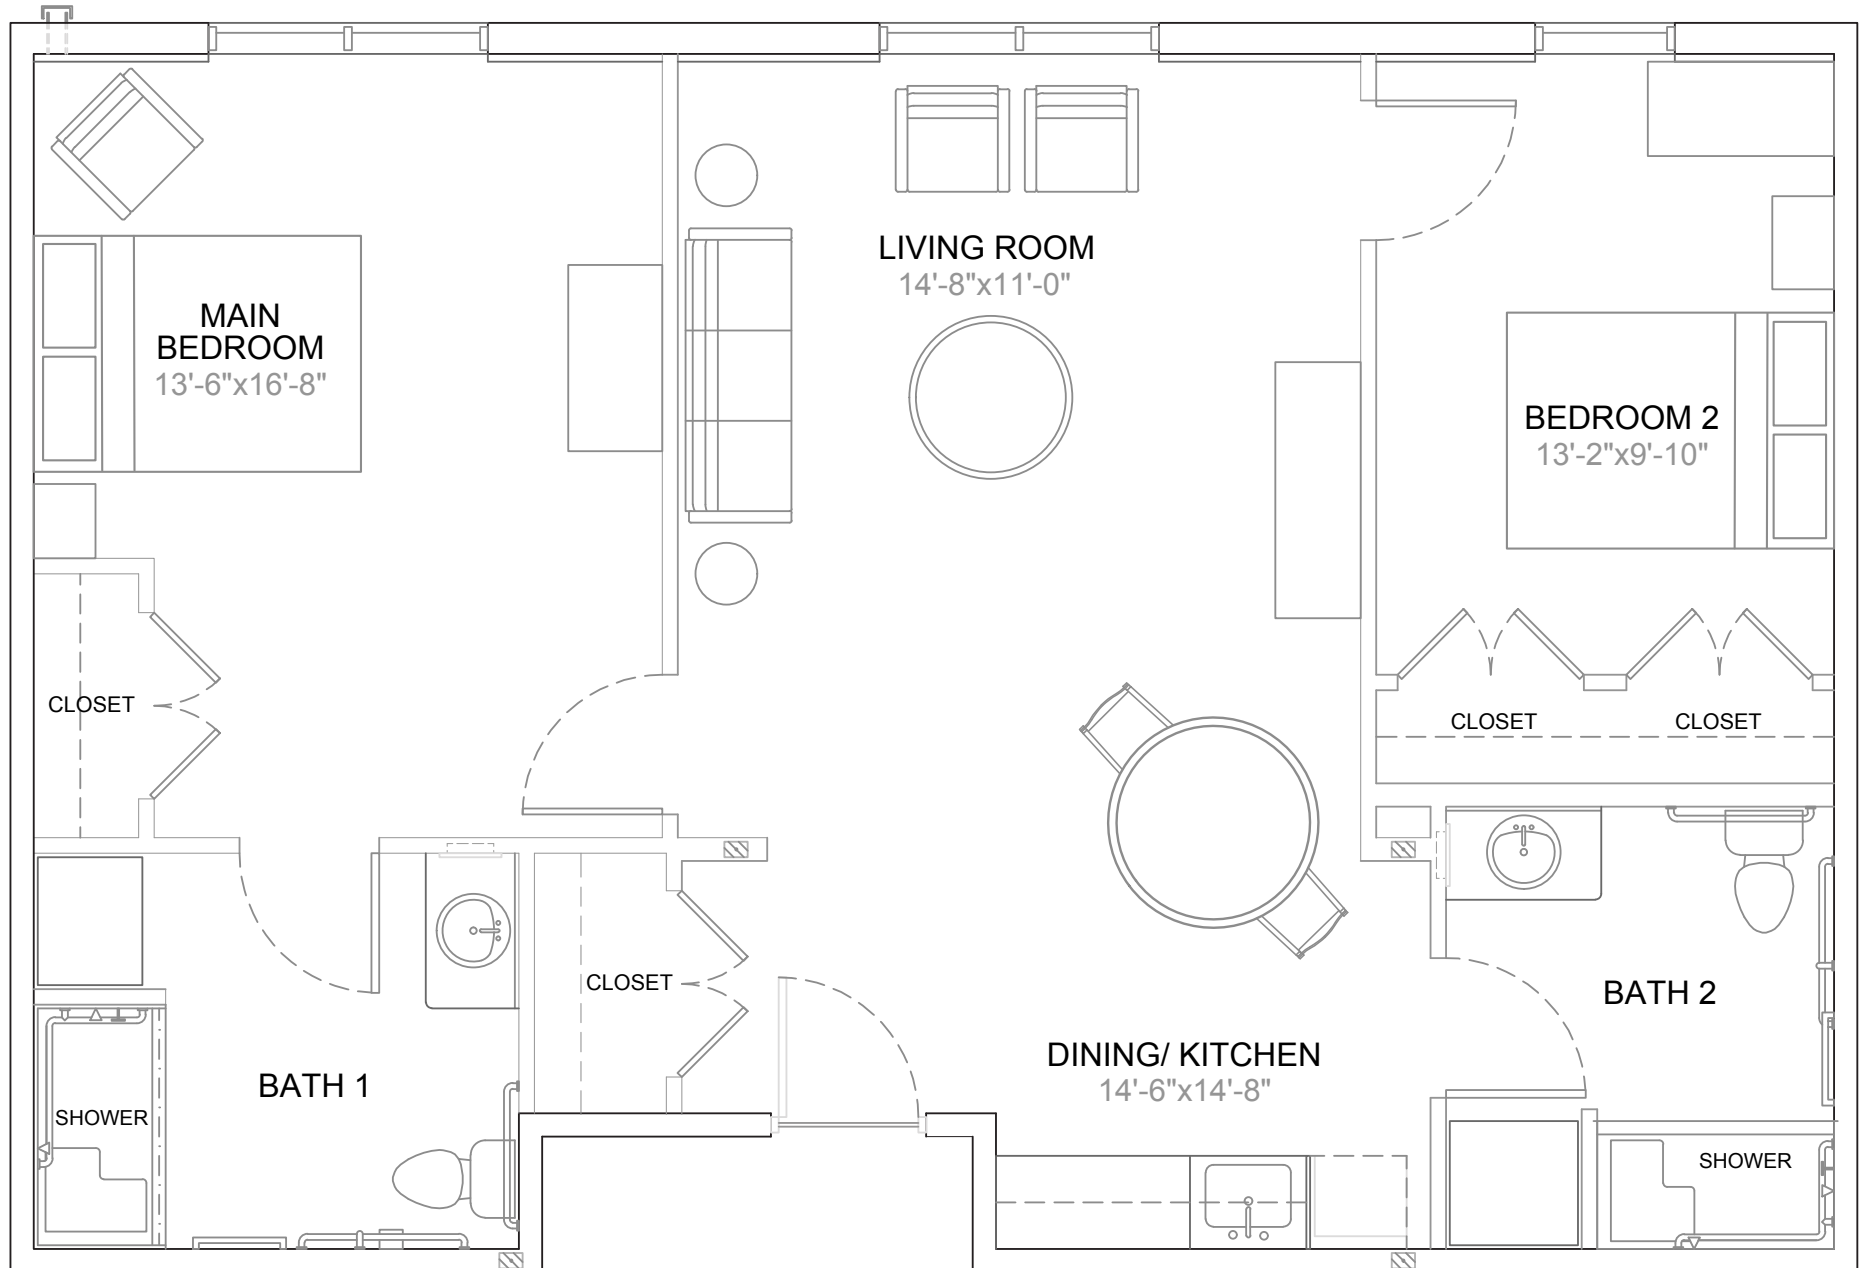 LIVING ROOM
14'-8"x11'-0"
MAIN
BEDROOM
13'-6"x16'-8"
BEDROOM 2
13'-2"x9'-10"
CLOSET
CLOSET
CLOSET
CLOSET
BATH 2
DINING/ KITCHEN
14'-6"x14'-8"
BATH 1
SHOWER
SHOWER